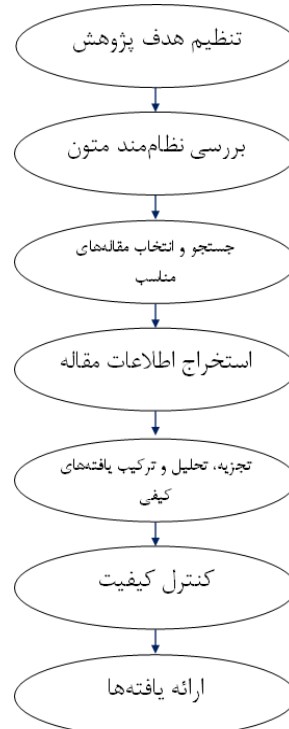 تنظیم هدف پژوهش
بررسی نظام‌مند متون
جستجو و انتخاب مقاله‌های
مناسب
استخراج اطلاعات مقاله
تجزیه، تحلیل و ترکیب یافته‌های
کیفی
کنترل کیفیت
ارائه یافته‌ها